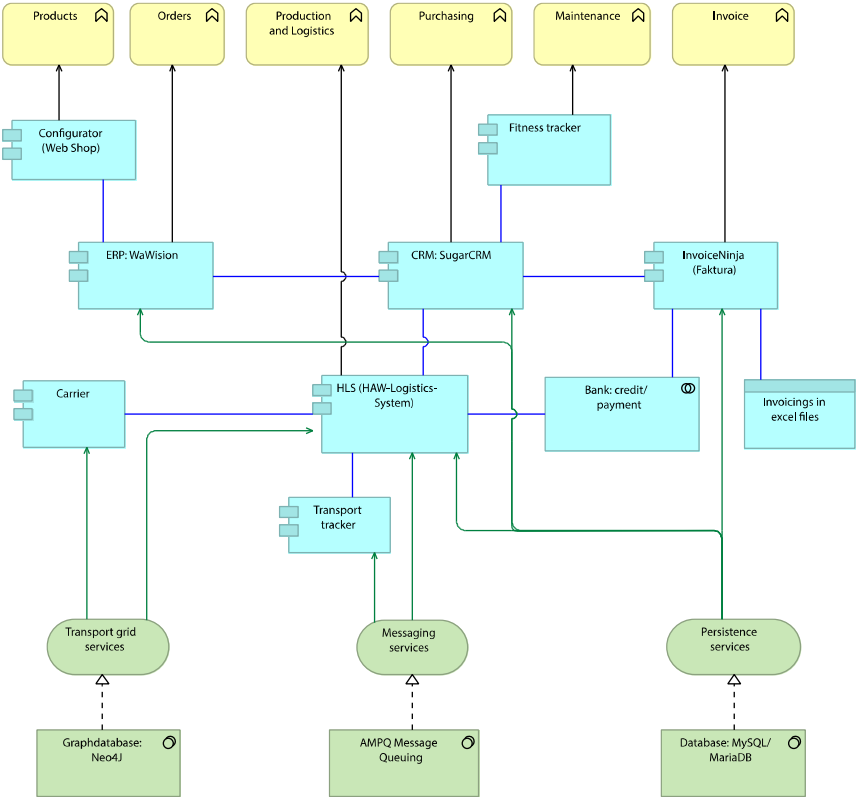 Products
Orders
Production
and Logistics
Purchasing
Maintenance
Invoice
Configurator
(Web Shop)
Fitness tracker
ERP: WaWision
CRM: SugarCRM
InvoiceNinja
(Faktura)
Carrier
HLS (HAW-Logistics-
System)
Bank: credit/
payment
Invoicings in
excel files
Transport
tracker
Transport grid
services
Messaging
services
Persistence
services
Graphdatabase:
Neo4J
AMPQ Message
Queuing
Database: MySQL/
MariaDB